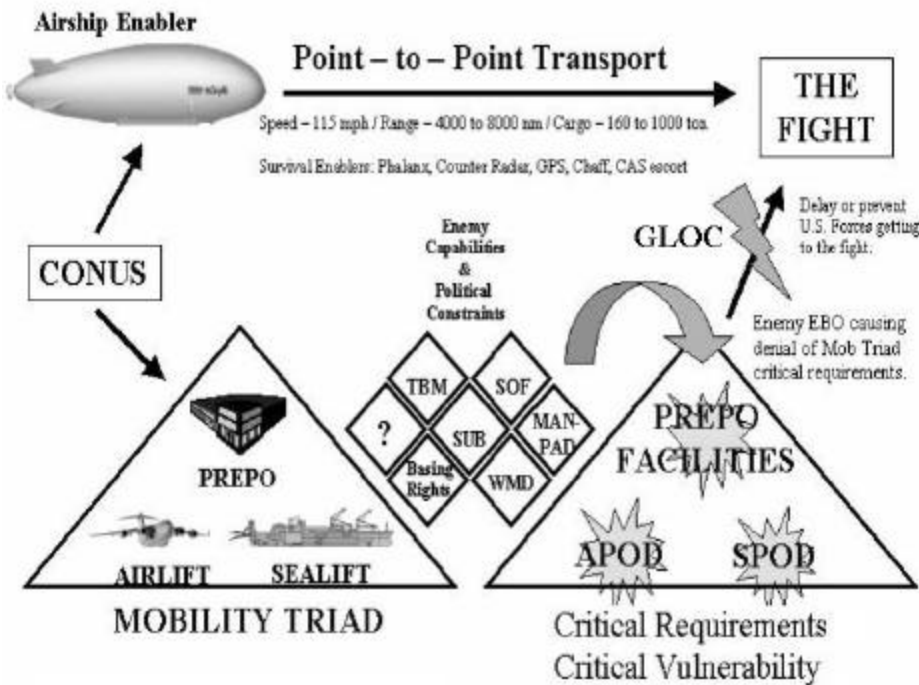 Airship Enabler
Point – to – Point Transport
THE
FIGHT
Speed – 115 mph / Range – 4000 to 8000 nm / Cargo – 160 to 1000 ton.
Survival Enablers: Phalanx, Counter Radar, GPS, Chaff, CAS escort
CONUS
Enemy
Capabilities
&
Political
Constraints
GLOC
Delay or prevent
U.S. Forces getting
to the fight.
Enemy EBO causing
denial of Mob Triad
critical requirements.
TBM
SOF
?
SUB
MAN-
PAD
Basing
Rights
WMD
PREPO
AIRLIFT
SEALIFT
MOBILITY TRIAD
PREPO
FACILITIES
APOD
SPOD
Critical Requirements
Critical Vulnerability